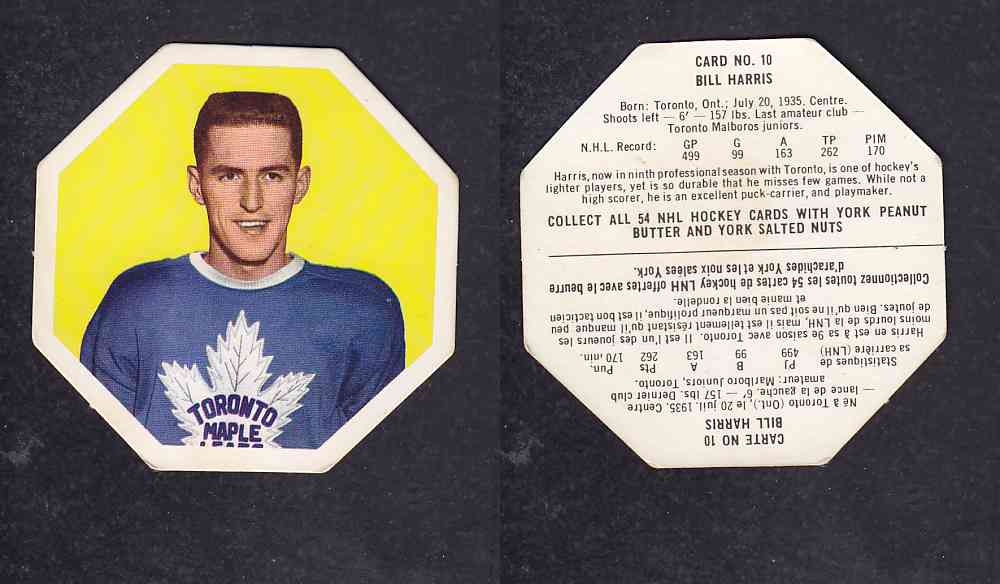 TORONTO
MAPLE
LEAFS
CARD NO. 10
BILL HARRIS
Born: Toronto, Ont.; July 20, 1935. Centre.
Shoots left — 6' — 157 lbs. Last amateur club —
Toronto Malboros juniors.
N.H.L. Record: GP G A TP PIM
499 99 163 262 170
Harris, now in ninth professional season with Toronto, is one of hockey's
lighter players, yet is so durable that he misses few games. While not a
high scorer, he is an excellent puck-carrier, and playmaker.
COLLECT ALL 54 NHL HOCKEY CARDS WITH YORK PEANUT
BUTTER AND YORK SALTED NUTS
CARTE NO 10
BILL HARRIS
Né à Toronto (Ont.), le 20 juil. 1935. Centre
— lance de la gauche. 6' — 157 lbs. Dernier club
amateur: Marlboro Juniors, Toronto.
Statistiques de PJ B A Pts Pun.
sa carrière (LNH) 499 99 163 262 170 min.
Harris en est à sa 9e saison avec Toronto. Il est l'un des joueurs les
moins lourds de la LNH, mais il est tellement résistant qu'il manque peu
de joutes. Bien qu'il ne soit pas un marqueur prolifique, il est bon tacticien
et manie bien la rondelle.
Collectionnez toutes les 54 cartes de hockey LNH offertes avec le beurre
d'arachides York et les noix salées York.